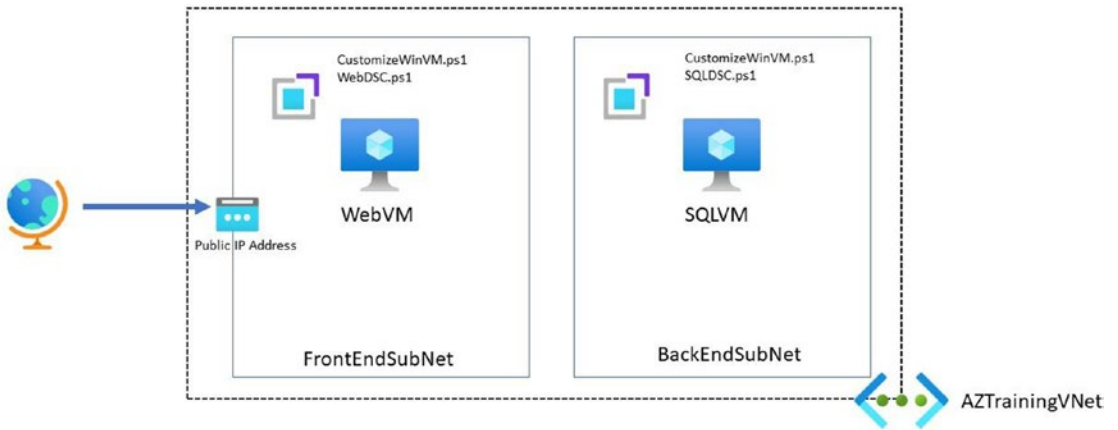 CustomizeWinVM.ps1
WebDSC.ps1
CustomizeWinVM.ps1
SQLDSC.ps1
WebVM
SQLVM
Public IP Address
FrontEndSubNet
BackEndSubNet
AZTrainingVNet